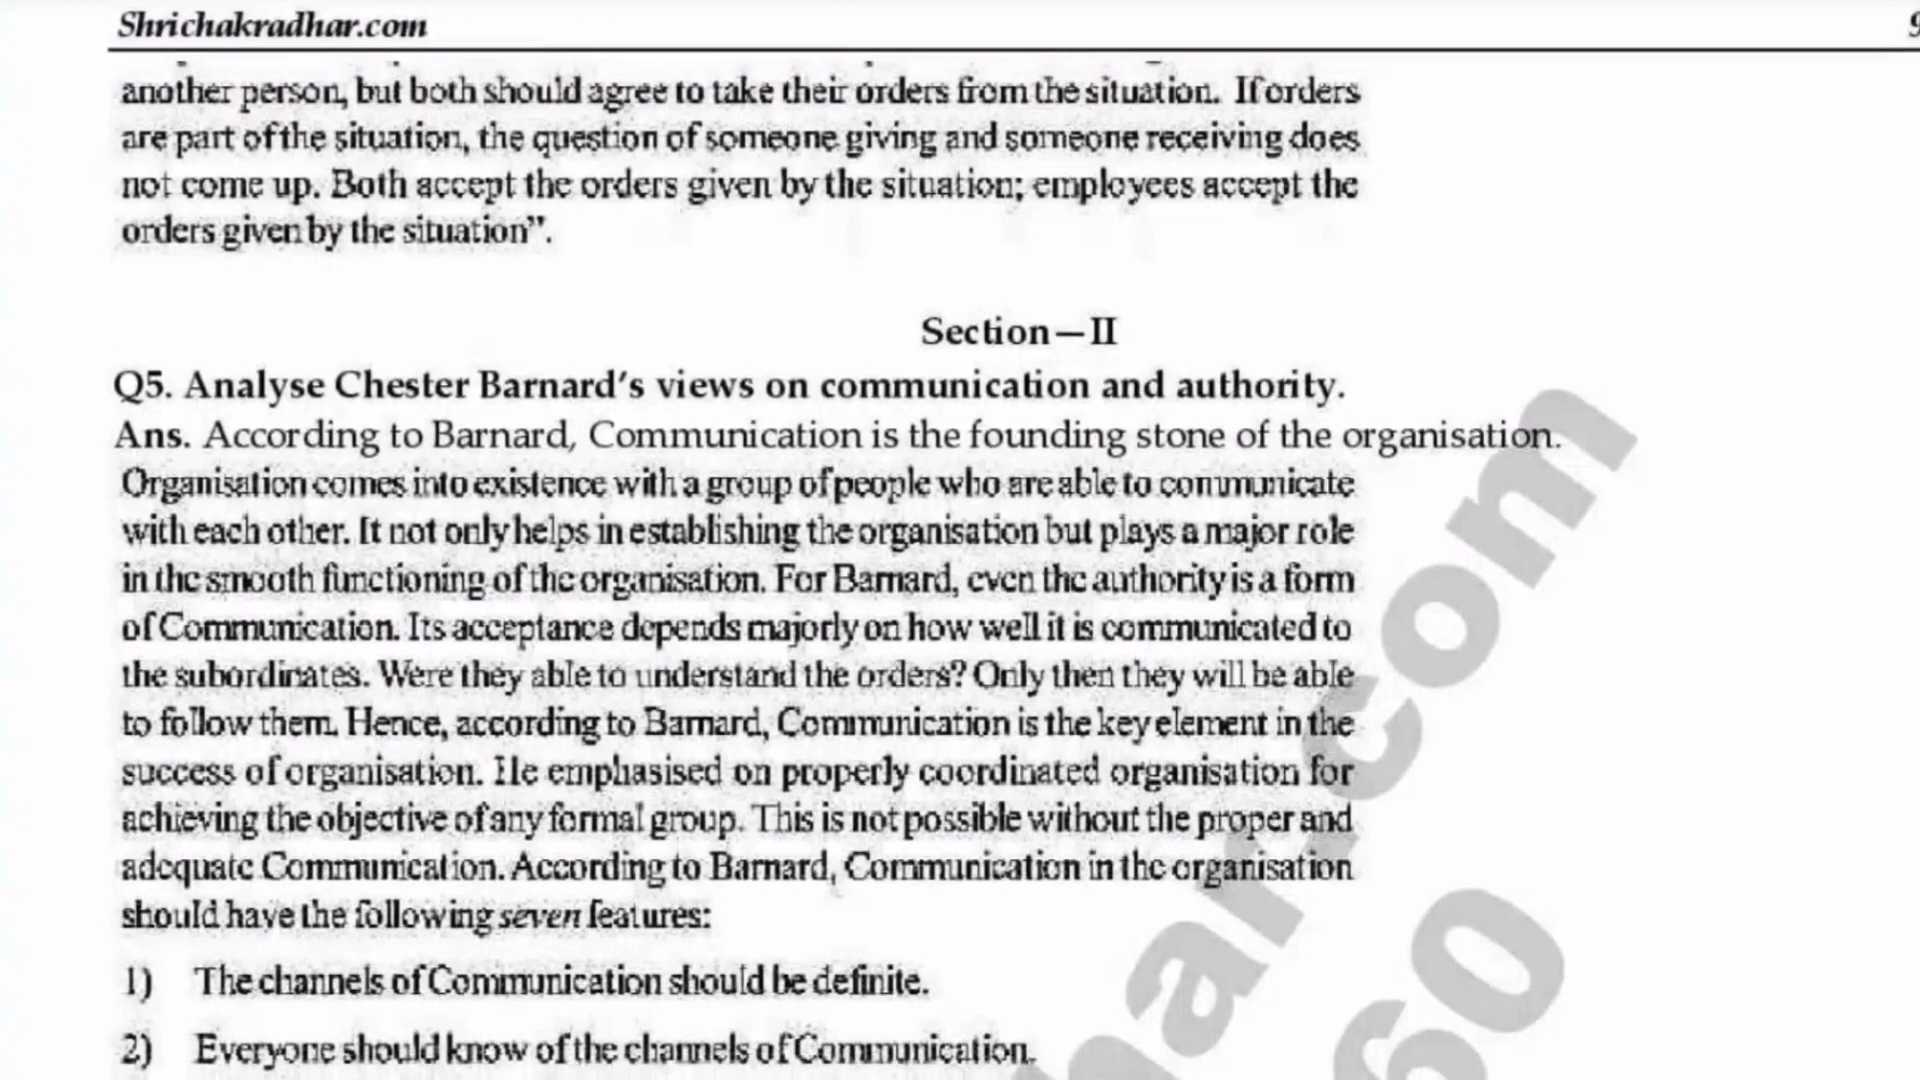 Shrichakradhar.com 9
another person, but both should agree to take their orders from the situation. If orders
are part of the situation, the question of someone giving and someone receiving does
not come up. Both accept the orders given by the situation; employees accept the
orders given by the situation”.
Section—II
Q5. Analyse Chester Barnard’s views on communication and authority.
Ans. According to Barnard, Communication is the founding stone of the organisation.
Organisation comes into existence with a group of people who are able to communicate
with each other. It not only helps in establishing the organisation but plays a major role
in the smooth functioning of the organisation. For Barnard, even the authority is a form
of Communication. Its acceptance depends majorly on how well it is communicated to
the subordinates. Were they able to understand the orders? Only then they will be able
to follow them. Hence, according to Barnard, Communication is the key element in the
success of organisation. He emphasised on properly coordinated organisation for
achieving the objective of any formal group. This is not possible without the proper and
adequate Communication. According to Barnard, Communication in the organisation
should have the following seven features:
1) The channels of Communication should be definite.
2) Everyone should know of the channels of Communication.
har.com
60